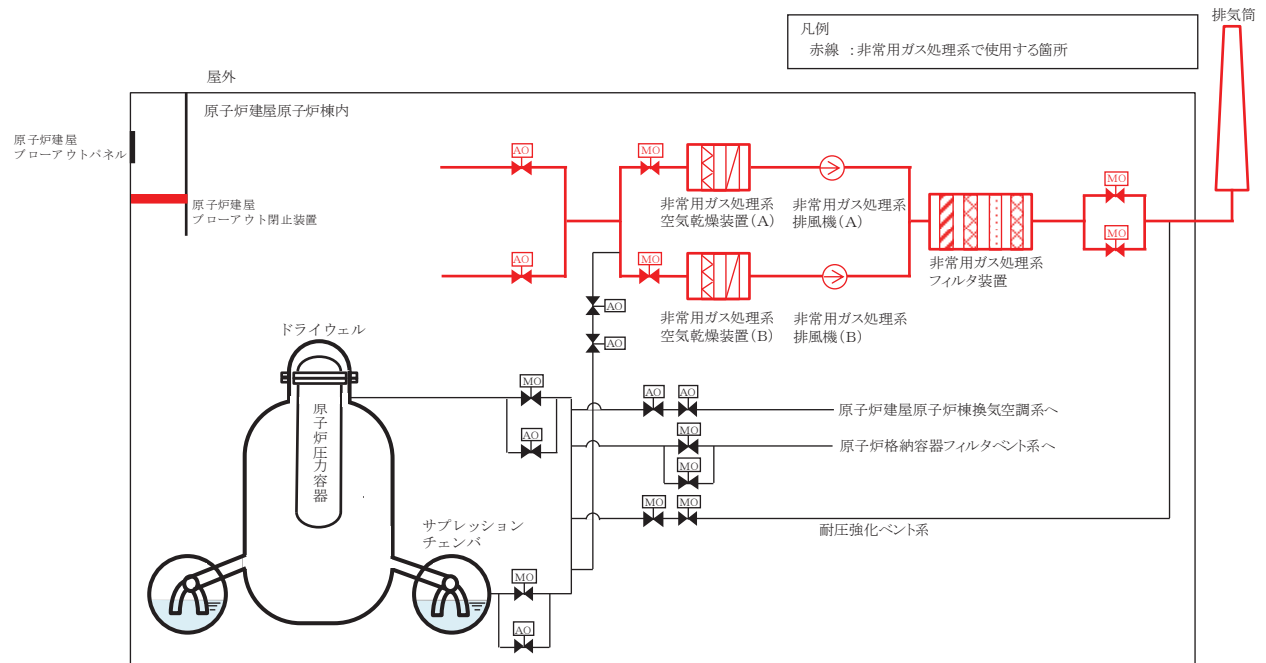 排気筒
凡例
赤線 ：非常用ガス処理系で使用する箇所
屋外
原子炉建屋原子炉棟内
原子炉建屋
ブローアウトパネル
原子炉建屋
ブローアウト閉止装置
AO
MO
非常用ガス処理系
空気乾燥装置(A)
非常用ガス処理系
排風機(A)
MO
MO
AO
MO
非常用ガス処理系
フィルタ装置
非常用ガス処理系
空気乾燥装置(B)
非常用ガス処理系
排風機(B)
AO
AO
ドライウェル
原子炉圧力容器
MO
AO
AO
AO
原子炉建屋原子炉棟換気空調系へ
MO
MO
原子炉格納容器フィルタベント系へ
MO
MO
耐圧強化ベント系
サプレッション
チェンバ
MO
AO